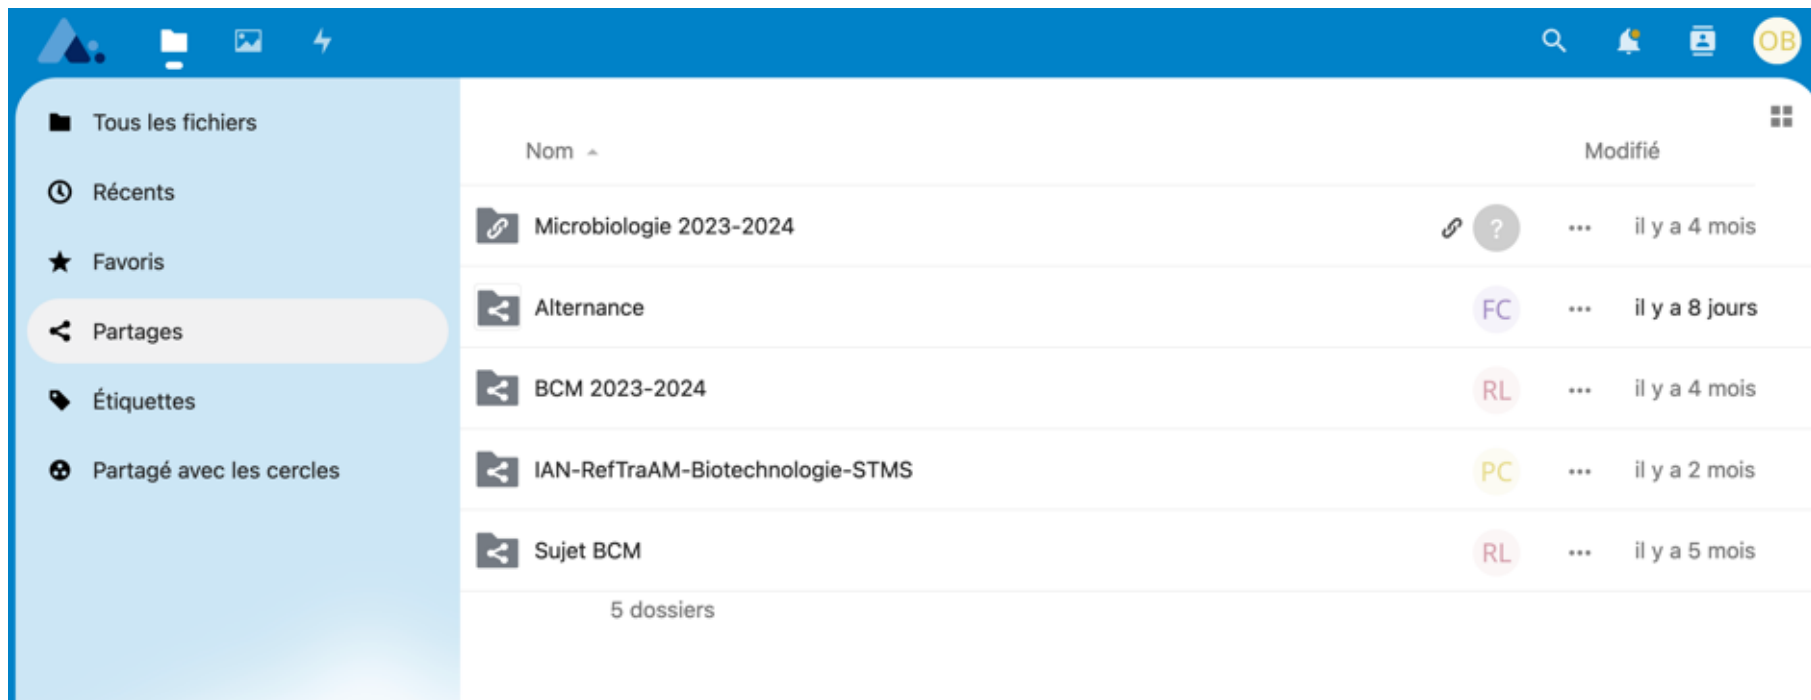 OB
Tous les fichiers
Récents
Favoris
Partages
Étiquettes
Partagé avec les cercles
Nom Modifié
Microbiologie 2023-2024 ? ... il y a 4 mois
Alternance FC ... il y a 8 jours
BCM 2023-2024 RL ... il y a 4 mois
IAN-RefTraAM-Biotechnologie-STMS PC ... il y a 2 mois
Sujet BCM RL ... il y a 5 mois
5 dossiers